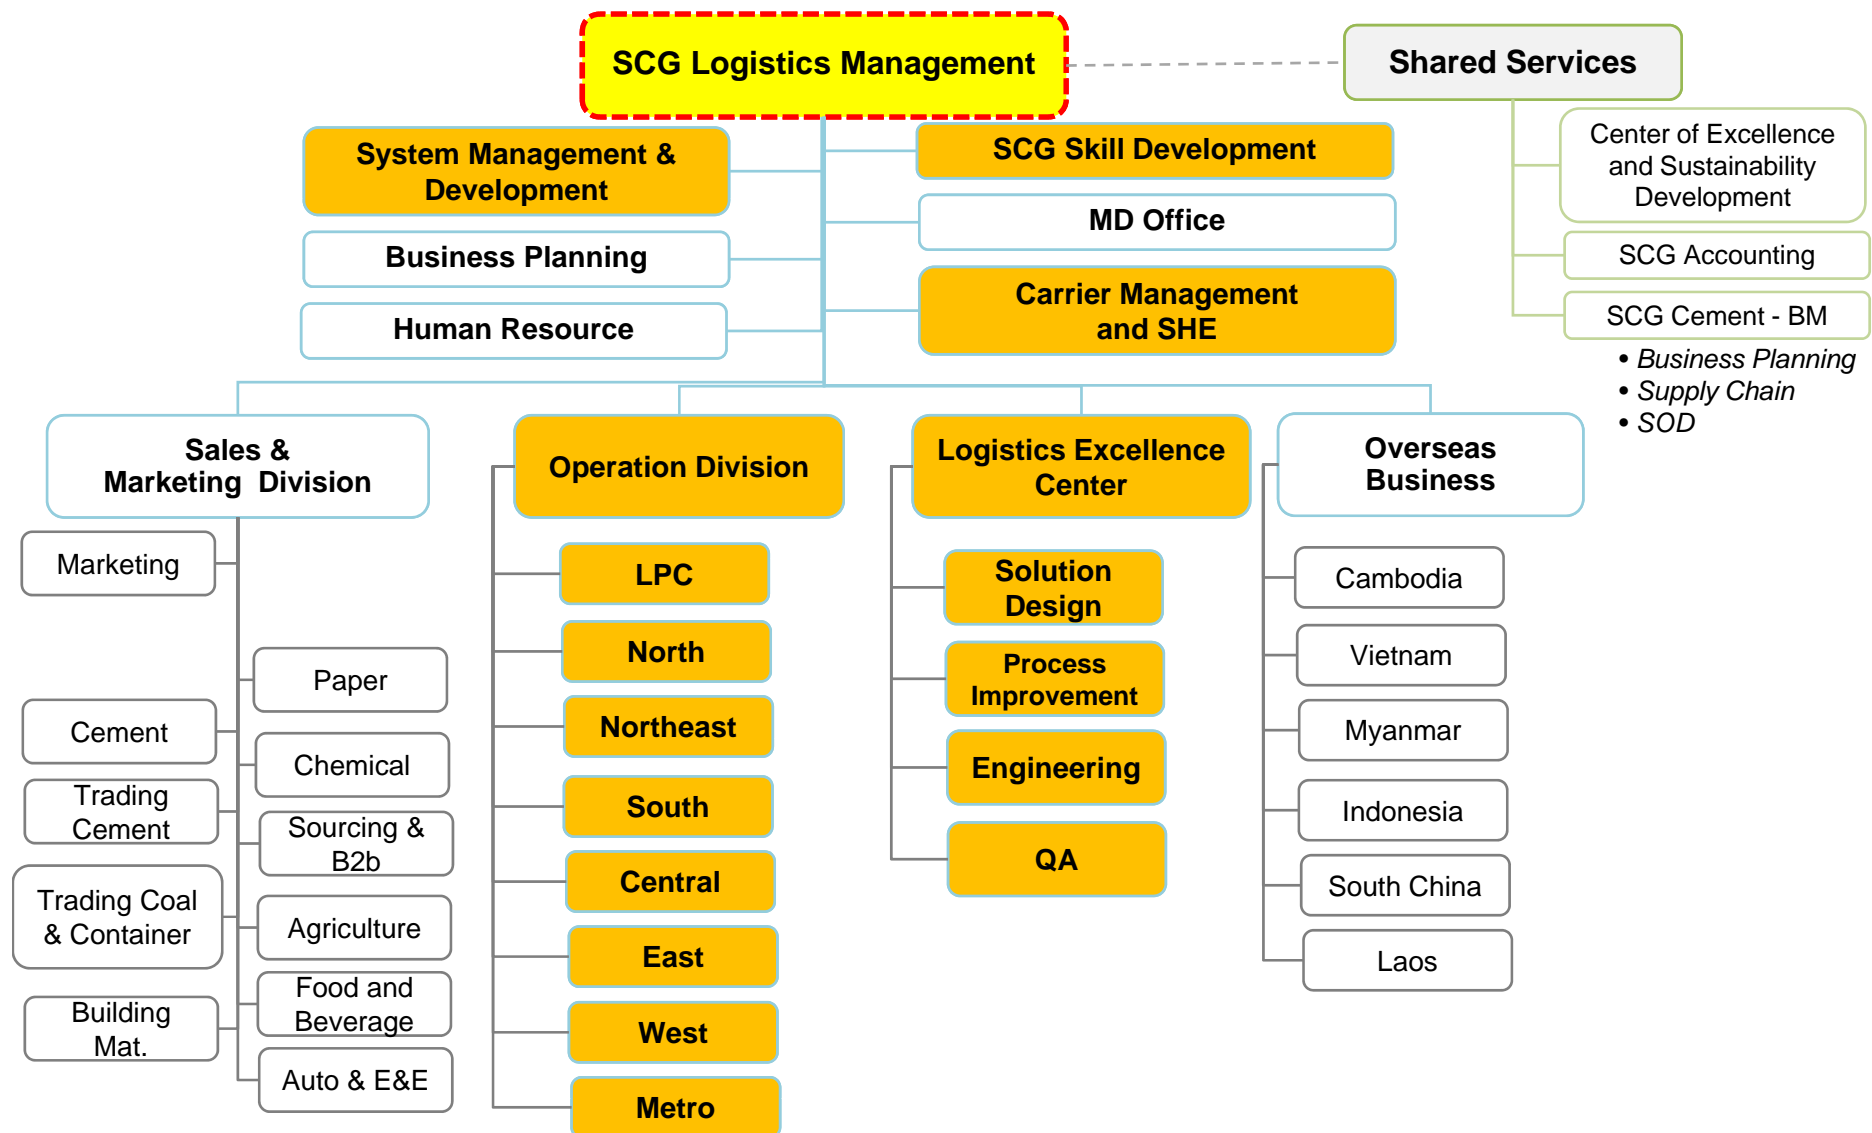 SCG Logistics Management
Shared Services
System Management &
Development
SCG Skill Development
Center of Excellence
and Sustainability
Development
MD Office
Business Planning
SCG Accounting
Carrier Management
and SHE
Human Resource
SCG Cement - BM
• Business Planning
• Supply Chain
• SOD
Sales &
Marketing Division
Marketing
Paper
Cement
Chemical
Trading
Cement
Sourcing &
B2b
Trading Coal
& Container
Agriculture
Food and
Beverage
Building
Mat.
Auto & E&E
Operation Division
LPC
North
Northeast
South
Central
East
West
Metro
Logistics Excellence
Center
Solution
Design
Process
Improvement
Engineering
QA
Overseas
Business
Cambodia
Vietnam
Myanmar
Indonesia
South China
Laos